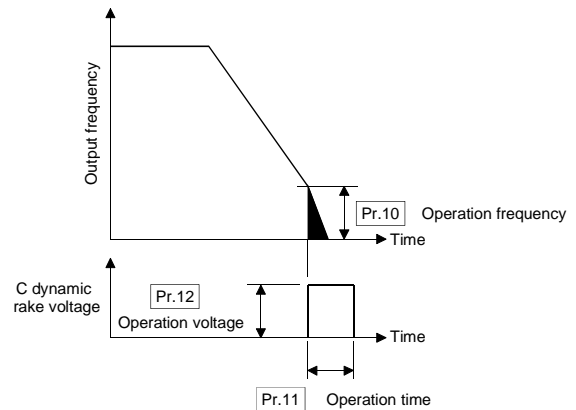 Output frequency
Pr.10 Operation frequency
Time
C dynamic
rake voltage
Pr.12
Operation voltage
Time
Pr.11 Operation time